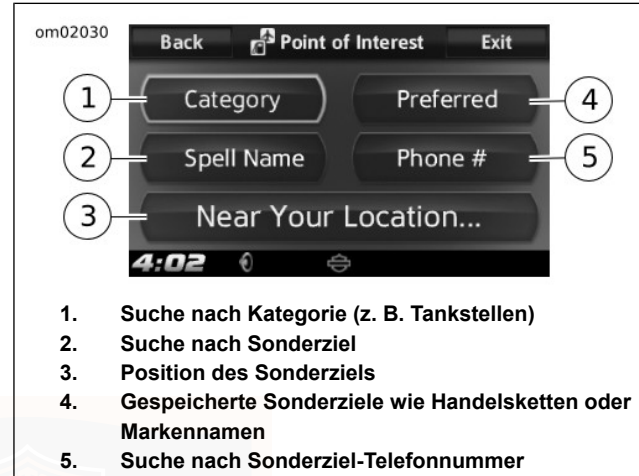 om02030
Back Point of Interest Exit
1 Category Preferred 4
2 Spell Name Phone # 5
3 Near Your Location...
4:02
1. Suche nach Kategorie (z. B. Tankstellen)
2. Suche nach Sonderziel
3. Position des Sonderziels
4. Gespeicherte Sonderziele wie Handelsketten oder
Markennamen
5. Suche nach Sonderziel-Telefonnummer